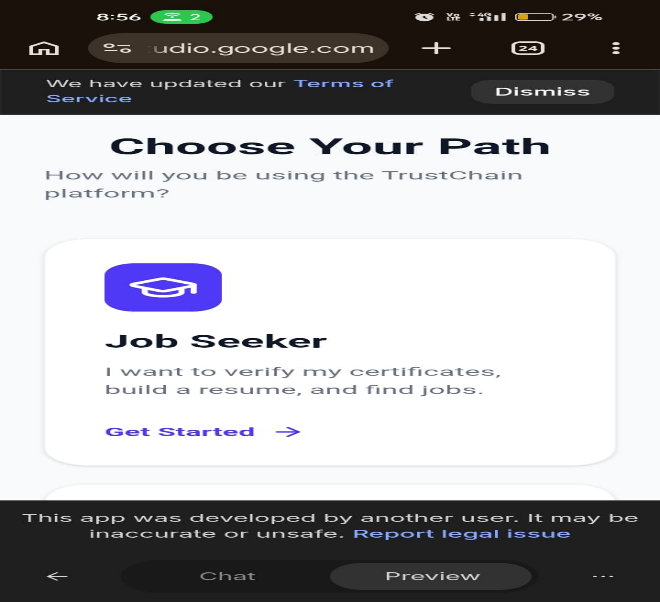 8:56 2 Vo LTE 4G 29%
udio.google.com 24
We have updated our Terms of
Service
Dismiss
Choose Your Path
How will you be using the TrustChain
platform?
Job Seeker
I want to verify my certificates,
build a resume, and find jobs.
Get Started →
This app was developed by another user. It may be
inaccurate or unsafe. Report legal issue
Chat Preview